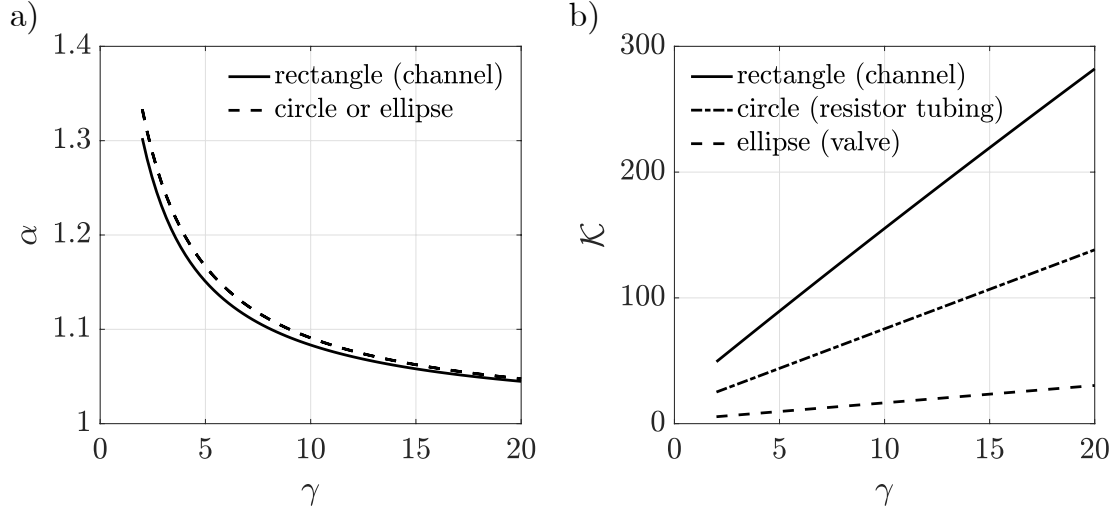 a)
1.4
1.3
1.2
1.1
1
α
0
5
10
15
20
γ
rectangle (channel)
circle or ellipse
b)
300
200
100
0
𝒦
0
5
10
15
20
γ
rectangle (channel)
circle (resistor tubing)
ellipse (valve)